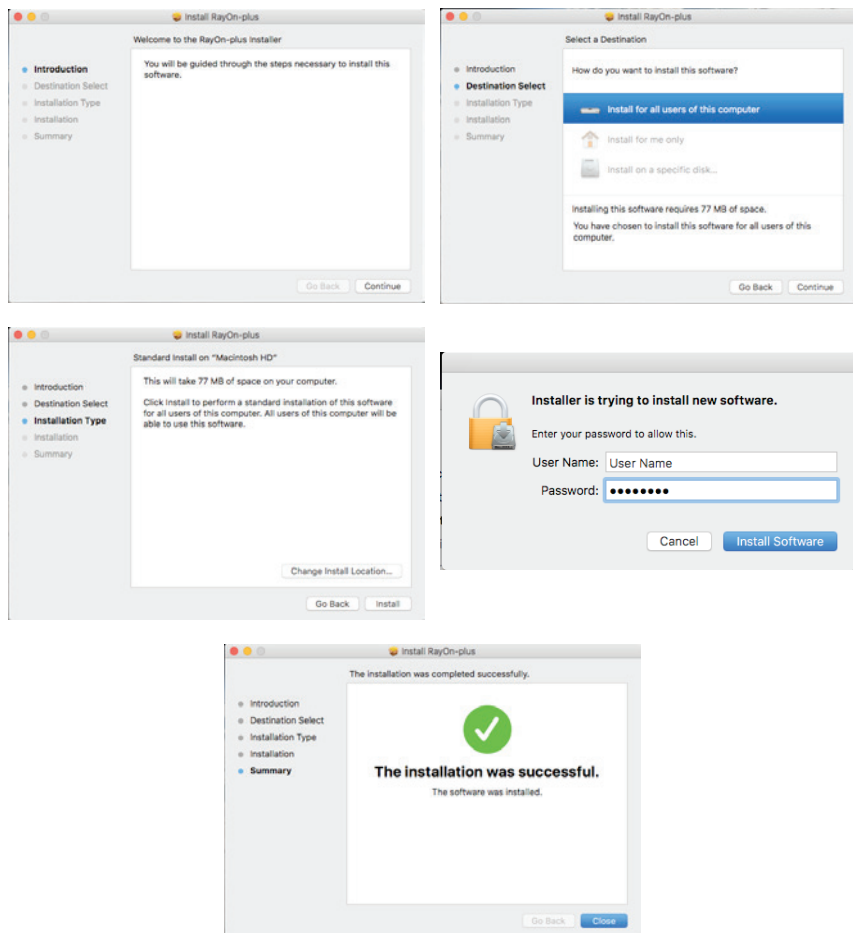 Install RayOn-plus
Welcome to the RayOn-plus Installer
Introduction
Destination Select
Installation Type
Installation
Summary
You will be guided through the steps necessary to install this
software.
Go Back
Continue
Install RayOn-plus
Select a Destination
Introduction
Destination Select
Installation Type
Installation
Summary
How do you want to install this software?
Install for all users of this computer
Install for me only
Install on a specific disk...
Installing this software requires 77 MB of space.
You have chosen to install this software for all users of this
computer.
Go Back
Continue
Install RayOn-plus
Standard Install on "Macintosh HD"
Introduction
Destination Select
Installation Type
Installation
Summary
This will take 77 MB of space on your computer.
Click Install to perform a standard installation of this software
for all users of this computer. All users of this computer will be
able to use this software.
Change Install Location...
Go Back
Install
Installer is trying to install new software.
Enter your password to allow this.
User Name: User Name
Password: ••••••••
Cancel
Install Software
Install RayOn-plus
The installation was completed successfully.
Introduction
Destination Select
Installation Type
Installation
Summary
The installation was successful.
The software was installed.
Go Back
Close